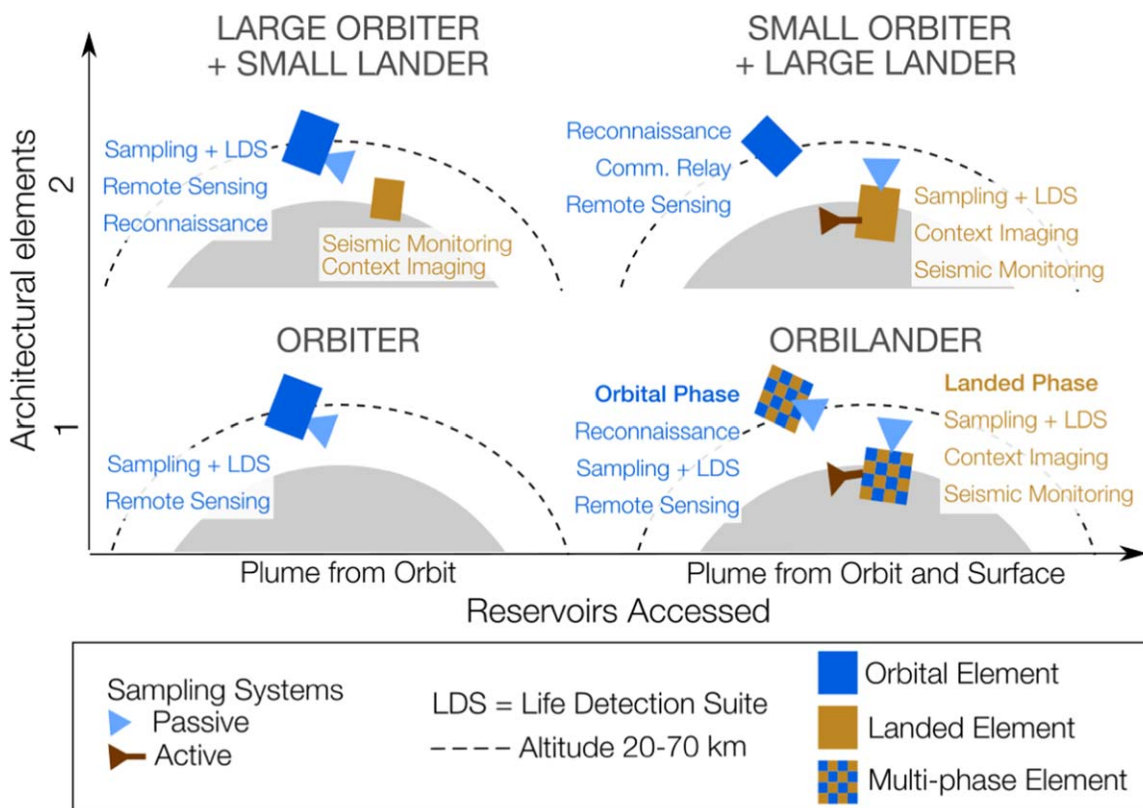 LARGE ORBITER
+ SMALL LANDER
Sampling + LDS
Remote Sensing
Reconnaissance
Seismic Monitoring
Context Imaging
SMALL ORBITER
+ LARGE LANDER
Reconnaissance
Comm. Relay
Remote Sensing
Sampling + LDS
Context Imaging
Seismic Monitoring
Architectural elements
2
1
ORBITER
Sampling + LDS
Remote Sensing
ORBILANDER
Orbital Phase
Reconnaissance
Sampling + LDS
Remote Sensing
Landed Phase
Sampling + LDS
Context Imaging
Seismic Monitoring
Plume from Orbit
Plume from Orbit and Surface
Reservoirs Accessed
Sampling Systems
Passive
Active
LDS = Life Detection Suite
Altitude 20-70 km
Orbital Element
Landed Element
Multi-phase Element